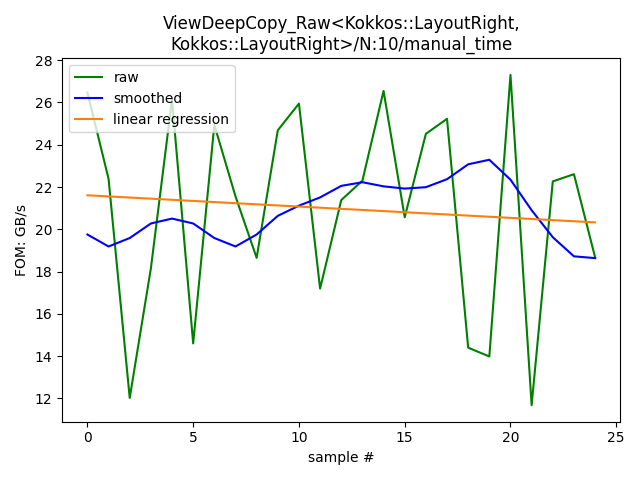 ViewDeepCopy_Raw<Kokkos::LayoutRight,
Kokkos::LayoutRight>/N:10/manual_time
raw
smoothed
linear regression
FOM: GB/s
28
26
24
22
20
18
16
14
12
0
5
10
15
20
25
sample #